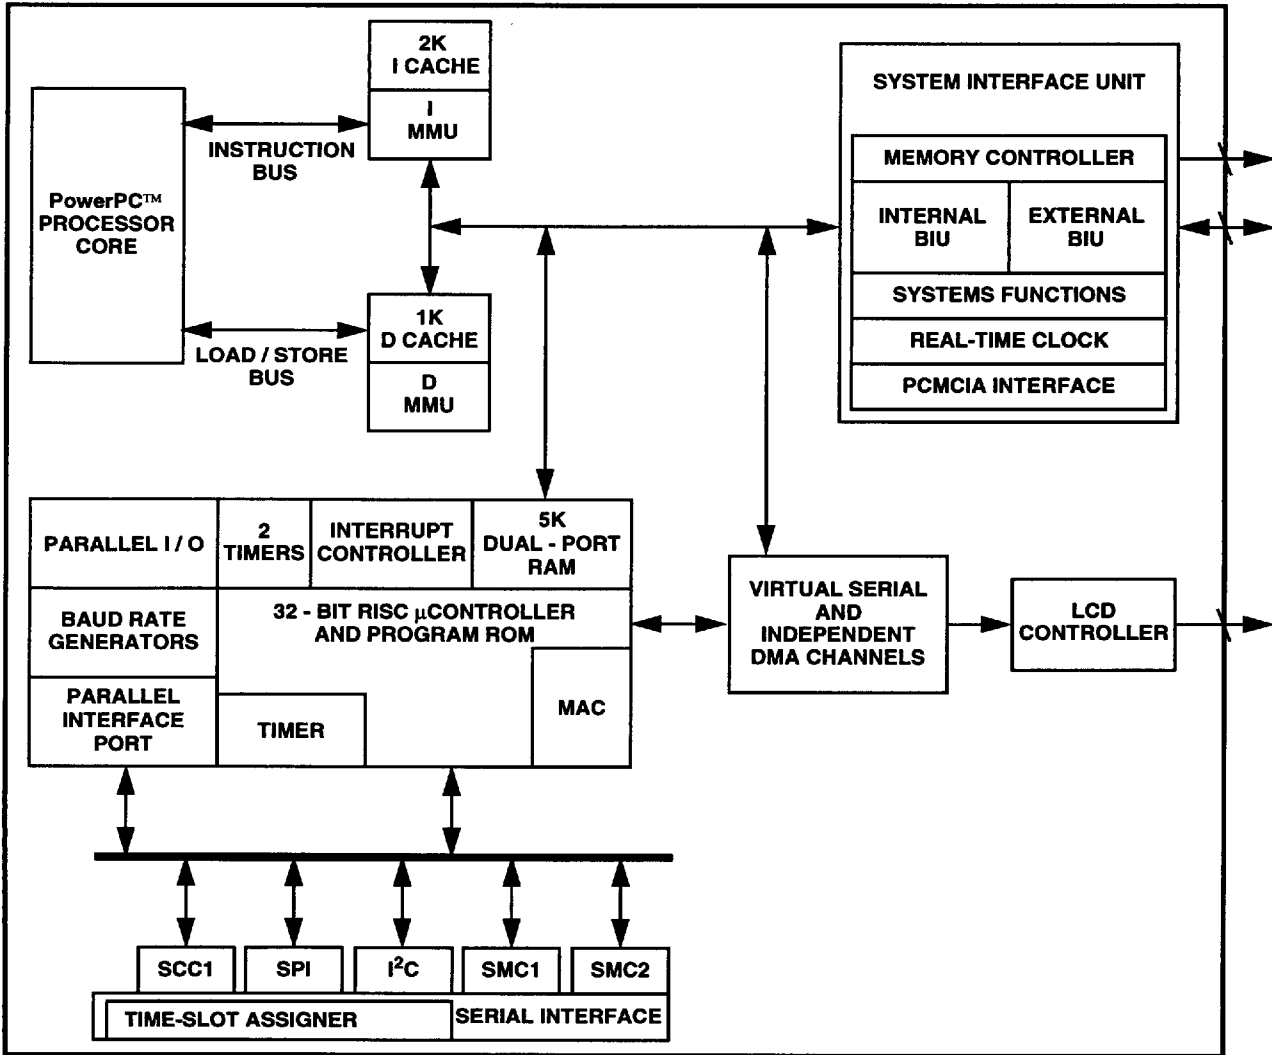 2K
I CACHE
I
MMU
INSTRUCTION
BUS
PowerPC™
PROCESSOR
CORE
1K
D CACHE
D
MMU
LOAD / STORE
BUS
SYSTEM INTERFACE UNIT
MEMORY CONTROLLER
INTERNAL
BIU
EXTERNAL
BIU
SYSTEMS FUNCTIONS
REAL-TIME CLOCK
PCMCIA INTERFACE
PARALLEL I / O
2
TIMERS
INTERRUPT
CONTROLLER
5K
DUAL - PORT
RAM
BAUD RATE
GENERATORS
32 - BIT RISC µCONTROLLER
AND PROGRAM ROM
PARALLEL
INTERFACE
PORT
TIMER
MAC
VIRTUAL SERIAL
AND
INDEPENDENT
DMA CHANNELS
LCD
CONTROLLER
SCC1
SPI
I²C
SMC1
SMC2
TIME-SLOT ASSIGNER
SERIAL INTERFACE